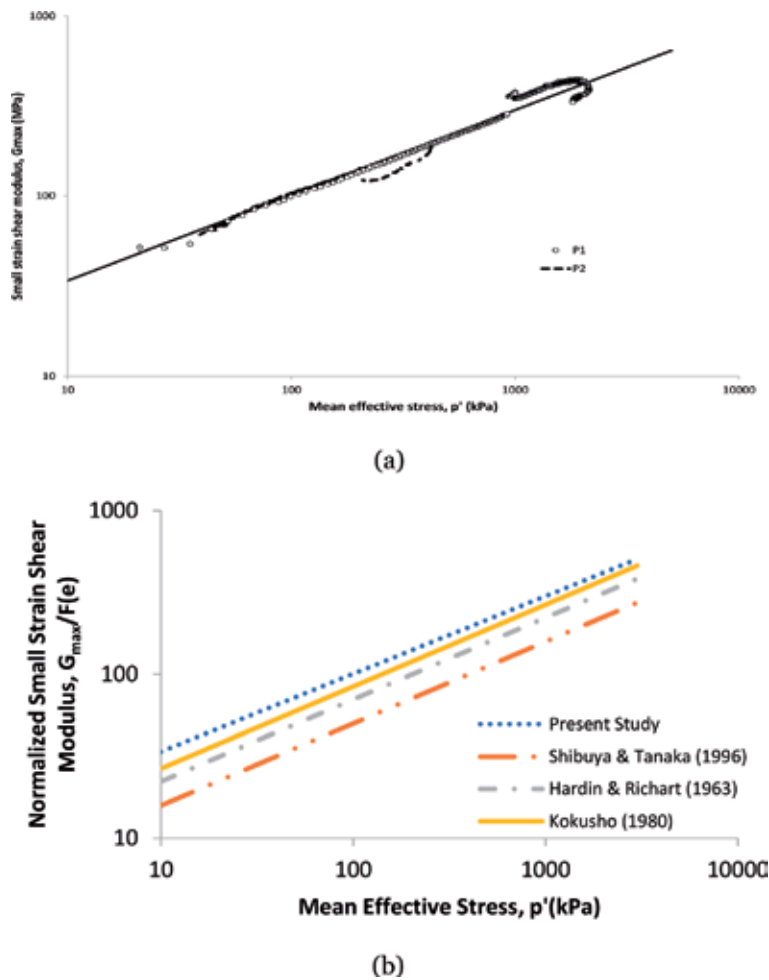 1000
Small strain shear modulus, Gmax (MPa)
100
P1
P2
10
10
100
1000
10000
Mean effective stress, p' (kPa)
(a)
1000
Normalized Small Strain Shear
Modulus, Gmax/F(e)
100
Present Study
Shibuya & Tanaka (1996)
Hardin & Richart (1963)
Kokusho (1980)
10
10
100
1000
10000
Mean Effective Stress, p'(kPa)
(b)